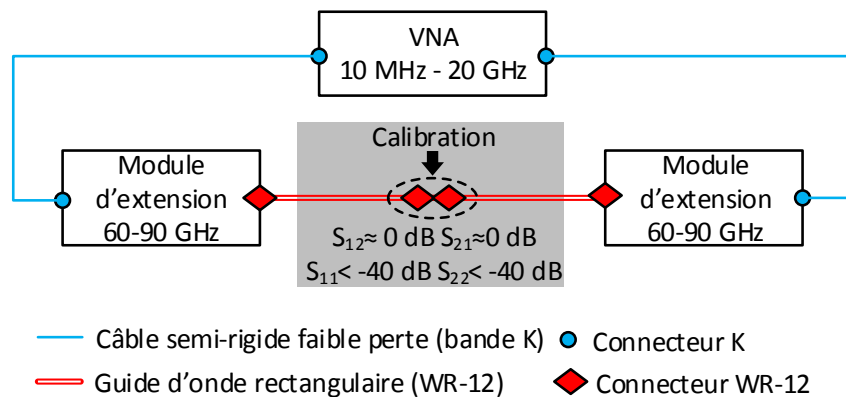 VNA
10 MHz - 20 GHz
Calibration
Module
d'extension
60-90 GHz
Module
d'extension
60-90 GHz
S₁₂≈ 0 dB S₂₁≈0 dB
S₁₁< -40 dB S₂₂< -40 dB
Câble semi-rigide faible perte (bande K)
Connecteur K
Guide d'onde rectangulaire (WR-12)
Connecteur WR-12